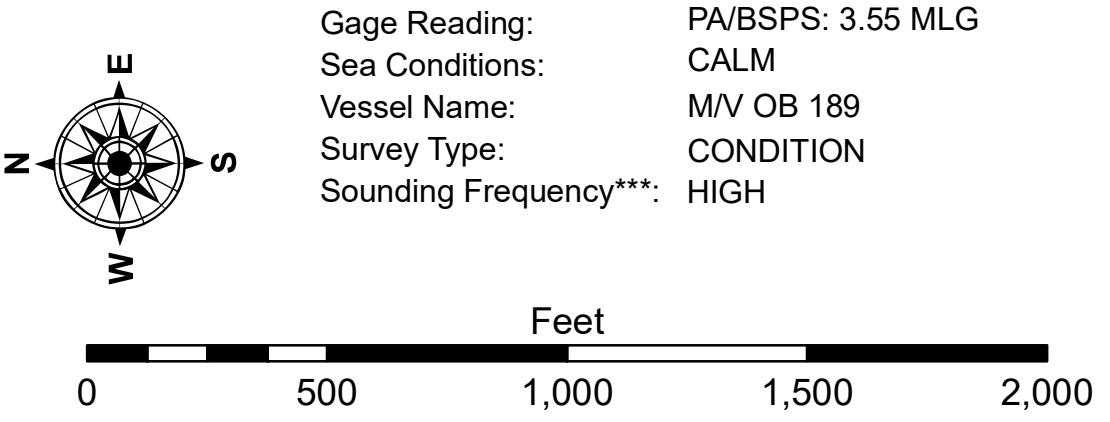 Gage Reading: PA/BSPS: 3.55 MLG
Sea Conditions: CALM
Vessel Name: M/V OB 189
Survey Type: CONDITION
Sounding Frequency***: HIGH
E
N S
W
Feet
0 500 1,000 1,500 2,000